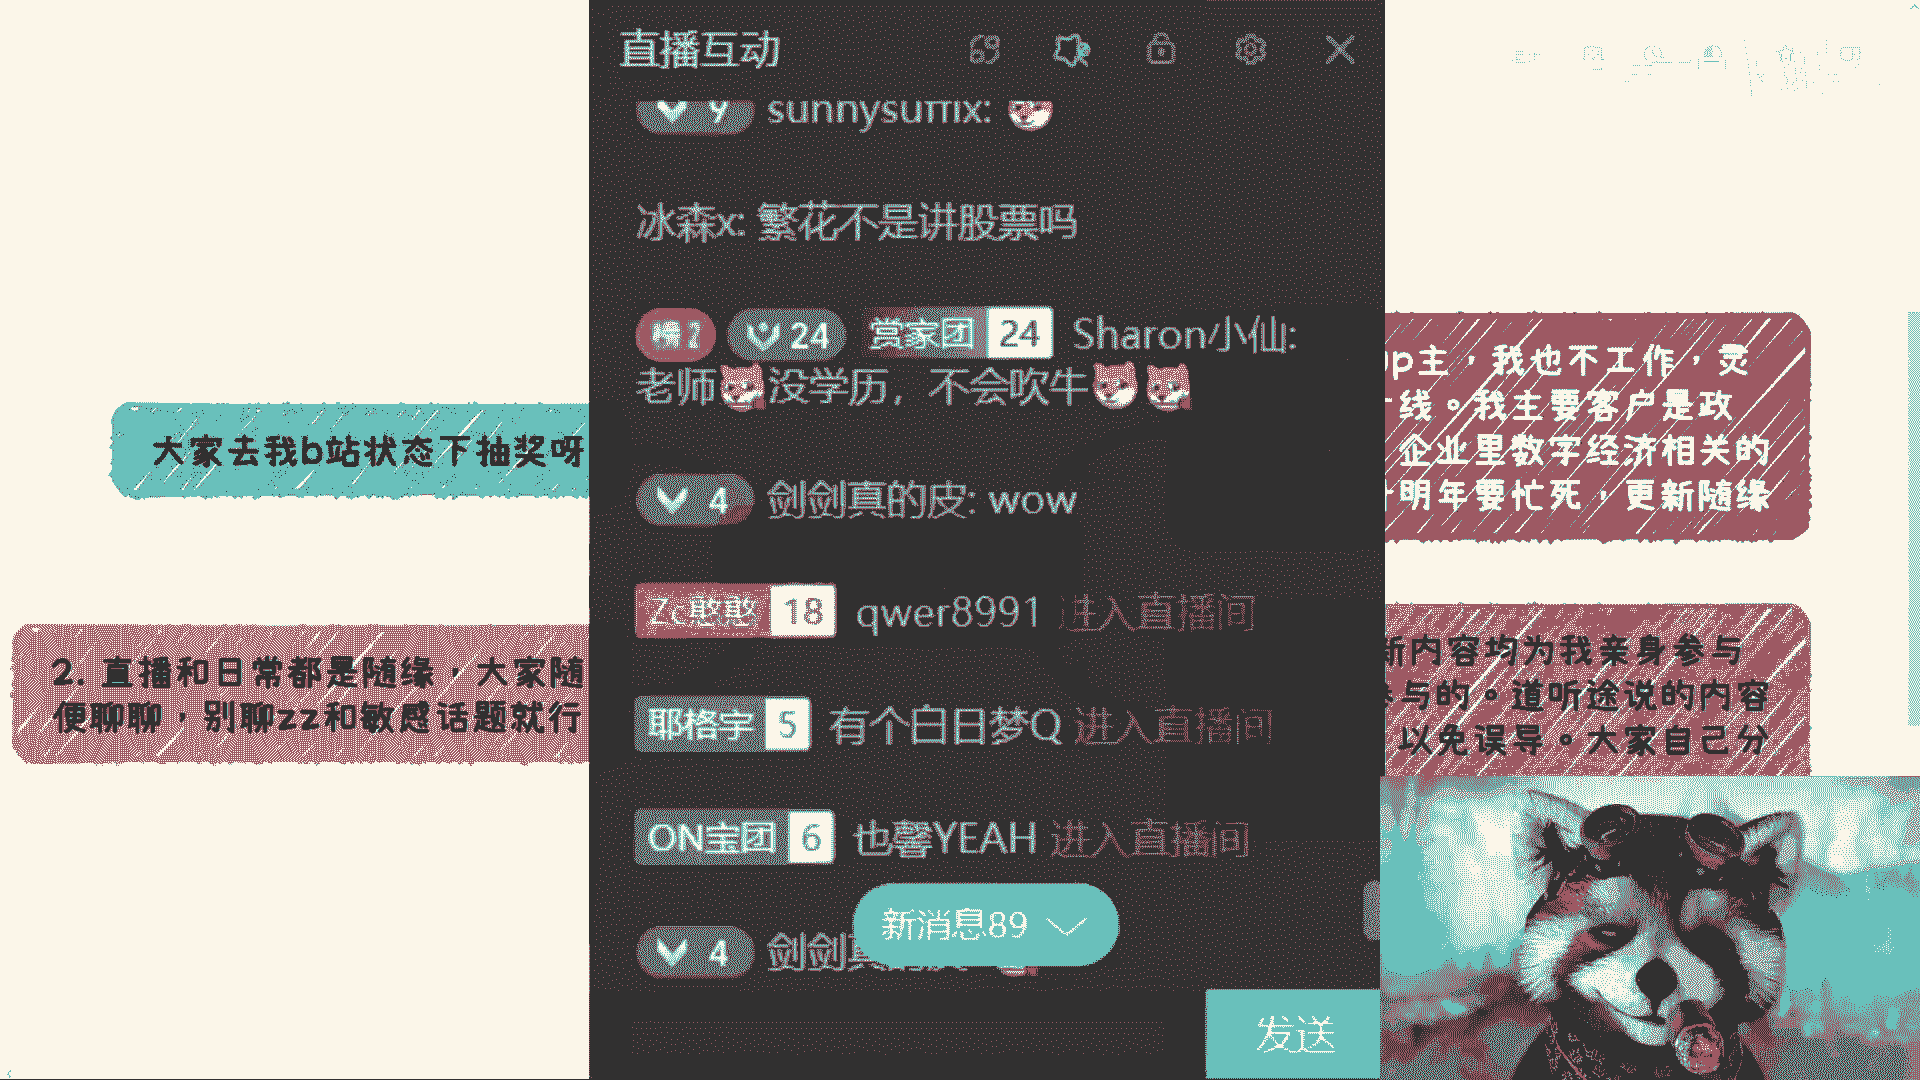 直播互动
9 sunnysuffix:
冰森x: 繁花不是讲股票吗
24 赏家团 24 Sharon小仙:
老师没学历，不会吹牛
4 剑剑真的皮: wow
Zc憨憨 18 qwer8991 进入直播间
耶格宇 5 有个白日梦Q 进入直播间
ON宝团 6 也馨YEAH 进入直播间
4 剑剑真
新消息89
发送
大家去我b站状态下抽奖呀
2. 直播和日常都是随缘，大家随
便聊聊，别聊zz和敏感话题就行
p主，我也不工作，灵
线。我主要客户是政
企业里数字经济相关的
明年要忙死，更新随缘
新内容均为我亲身参与
参与的。道听途说的内容
以免误导。大家自己分